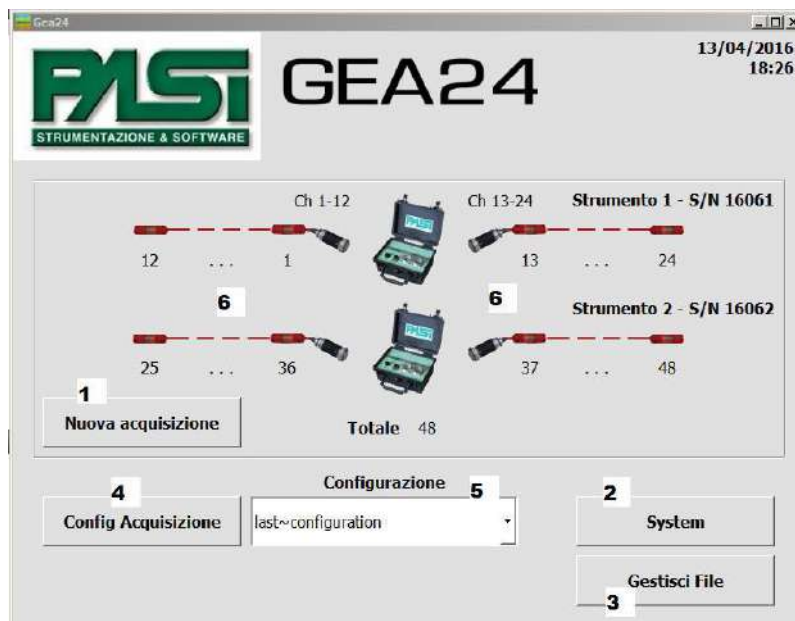 Gea24
PASI
STRUMENTAZIONE & SOFTWARE
GEA24
13/04/2016
18:26
Ch 1-12
Ch 13-24
Strumento 1 - S/N 16061
12 ... 1
13 ... 24
6
6
Strumento 2 - S/N 16062
25 ... 36
37 ... 48
1
Nuova acquisizione
Totale 48
4
Config Acquisizione
Configurazione
5
last~configuration
2
System
Gestisci File
3